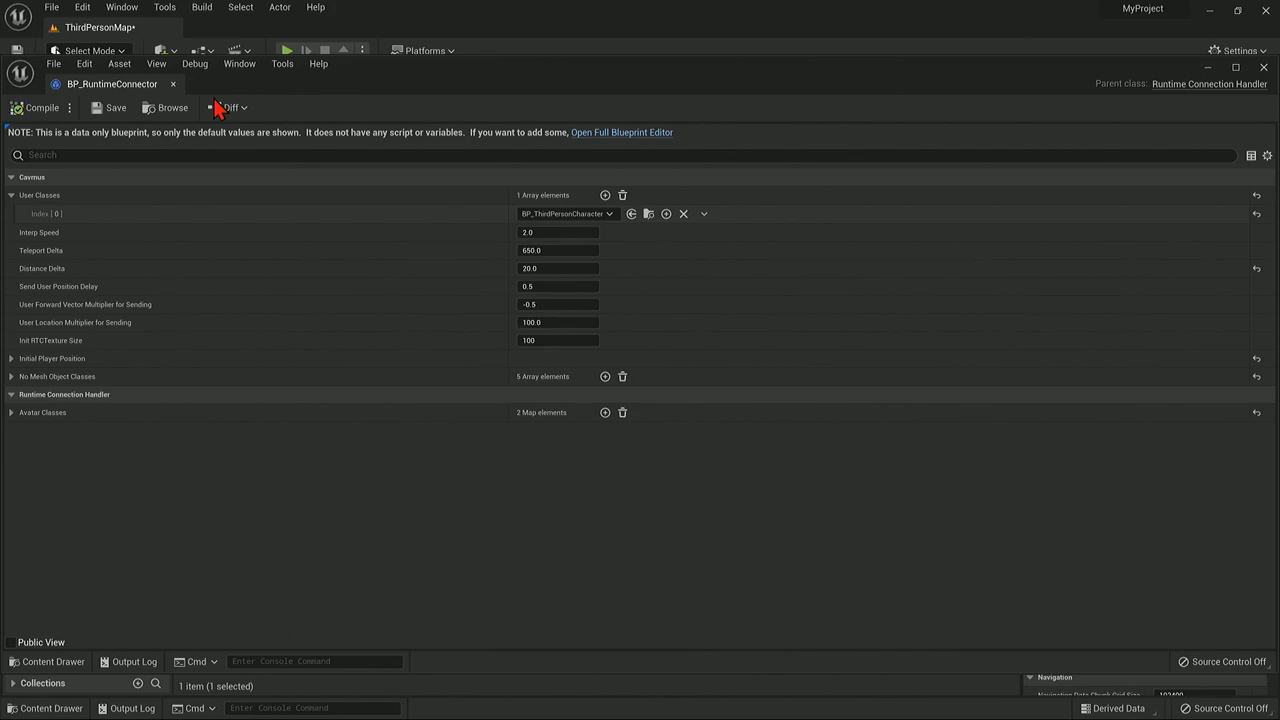 File Edit Window Tools Build Select Actor Help
MyProject
ThirdPersonMap*
Select Mode
Platforms
Settings
File Edit Asset View Debug Window Tools Help
BP_RuntimeConnector
Parent class: Runtime Connection Handler
Compile Save Browse Diff
NOTE: This is a data only blueprint, so only the default values are shown. It does not have any script or variables. If you want to add some, Open Full Blueprint Editor
Search
Cavrnus
User Classes 1 Array elements
Index [ 0 ] BP_ThirdPersonCharacter
Interp Speed 2.0
Teleport Delta 650.0
Distance Delta 20.0
Send User Position Delay 0.5
User Forward Vector Multiplier for Sending -0.5
User Location Multiplier for Sending 100.0
Init RTCTexture Size 100
Initial Player Position
No Mesh Object Classes 5 Array elements
Runtime Connection Handler
Avatar Classes 2 Map elements
Public View
Content Drawer Output Log Cmd Enter Console Command Source Control Off
Collections 1 item (1 selected) Navigation
Content Drawer Output Log Cmd Enter Console Command Derived Data Source Control Off